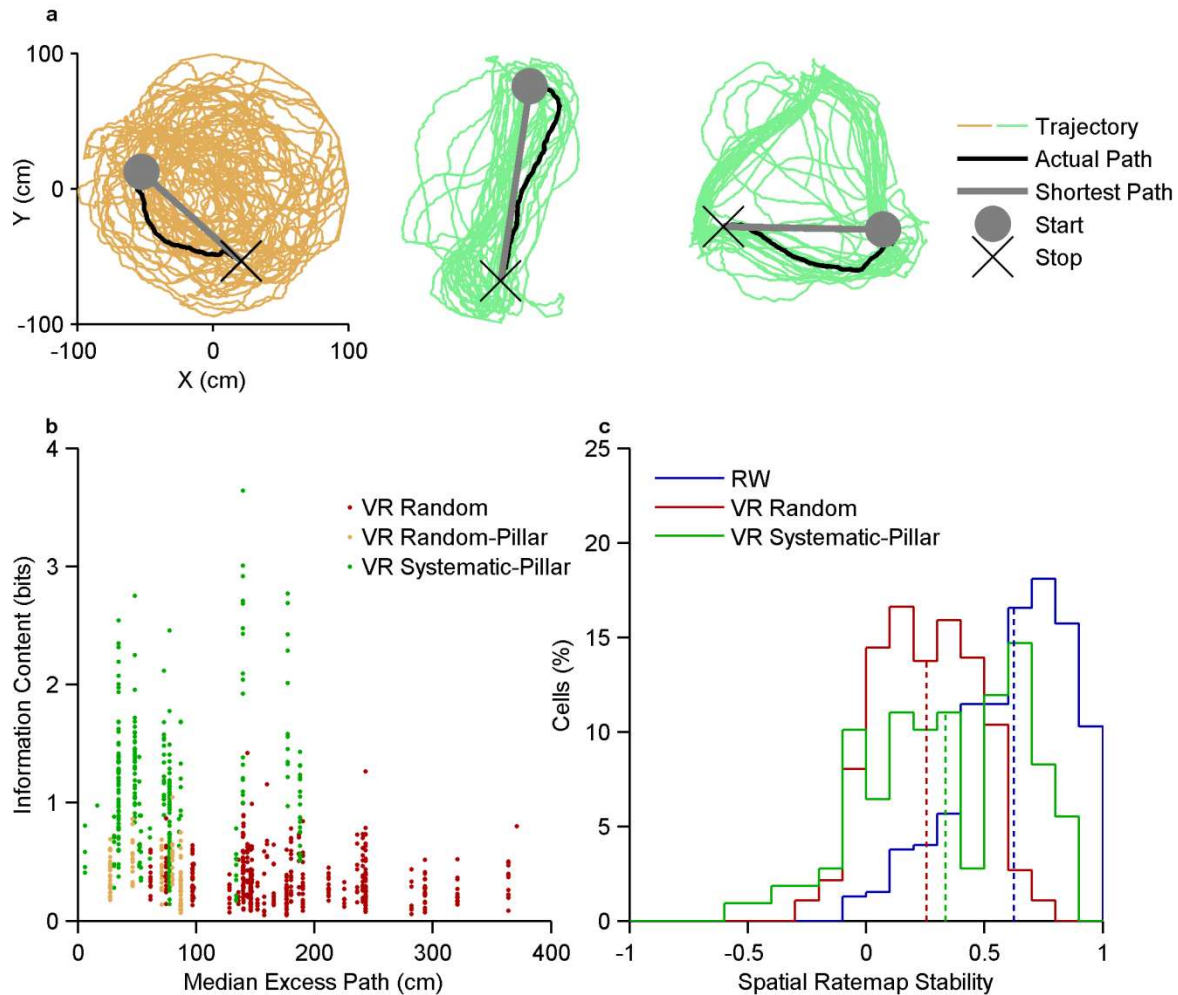 a
100
0
-100
Y (cm)
-100
0
100
X (cm)
Trajectory
Actual Path
Shortest Path
Start
Stop
b
4
3
2
1
0
Information Content (bits)
VR Random
VR Random-Pillar
VR Systematic-Pillar
0
100
200
300
400
Median Excess Path (cm)
c
25
20
15
10
5
0
Cells (%)
RW
VR Random
VR Systematic-Pillar
-1
-0.5
0
0.5
1
Spatial Ratemap Stability